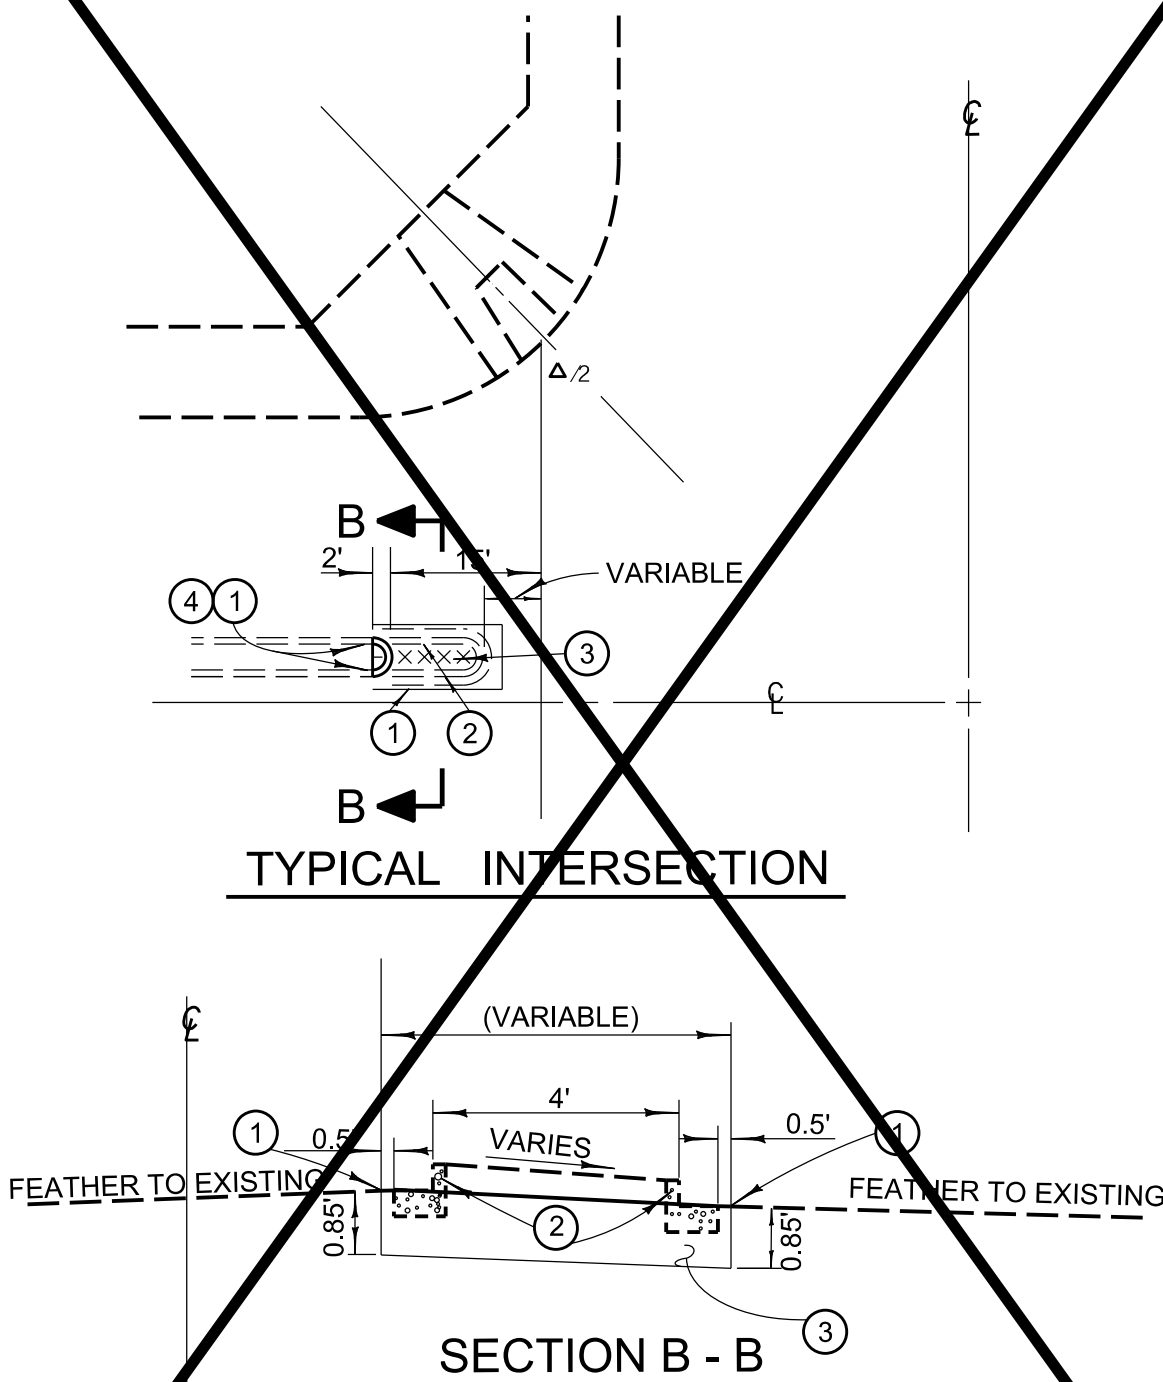 ℄
Δ/2
B
2' 15'
VARIABLE
4 1
3
℄
1 2
B
TYPICAL INTERSECTION
℄
(VARIABLE)
4'
1 0.5' 0.5' 1
VARIES
FEATHER TO EXISTING FEATHER TO EXISTING
0.85' 2 0.85'
3
SECTION B - B